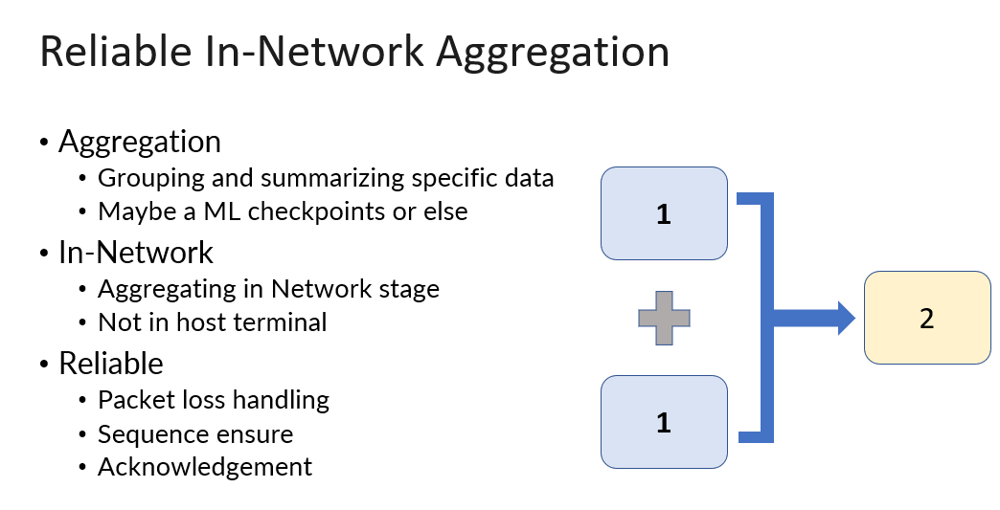 Reliable In-Network Aggregation
• Aggregation
• Grouping and summarizing specific data
• Maybe a ML checkpoints or else
• In-Network
• Aggregating in Network stage
• Not in host terminal
• Reliable
• Packet loss handling
• Sequence ensure
• Acknowledgement
1
1
2